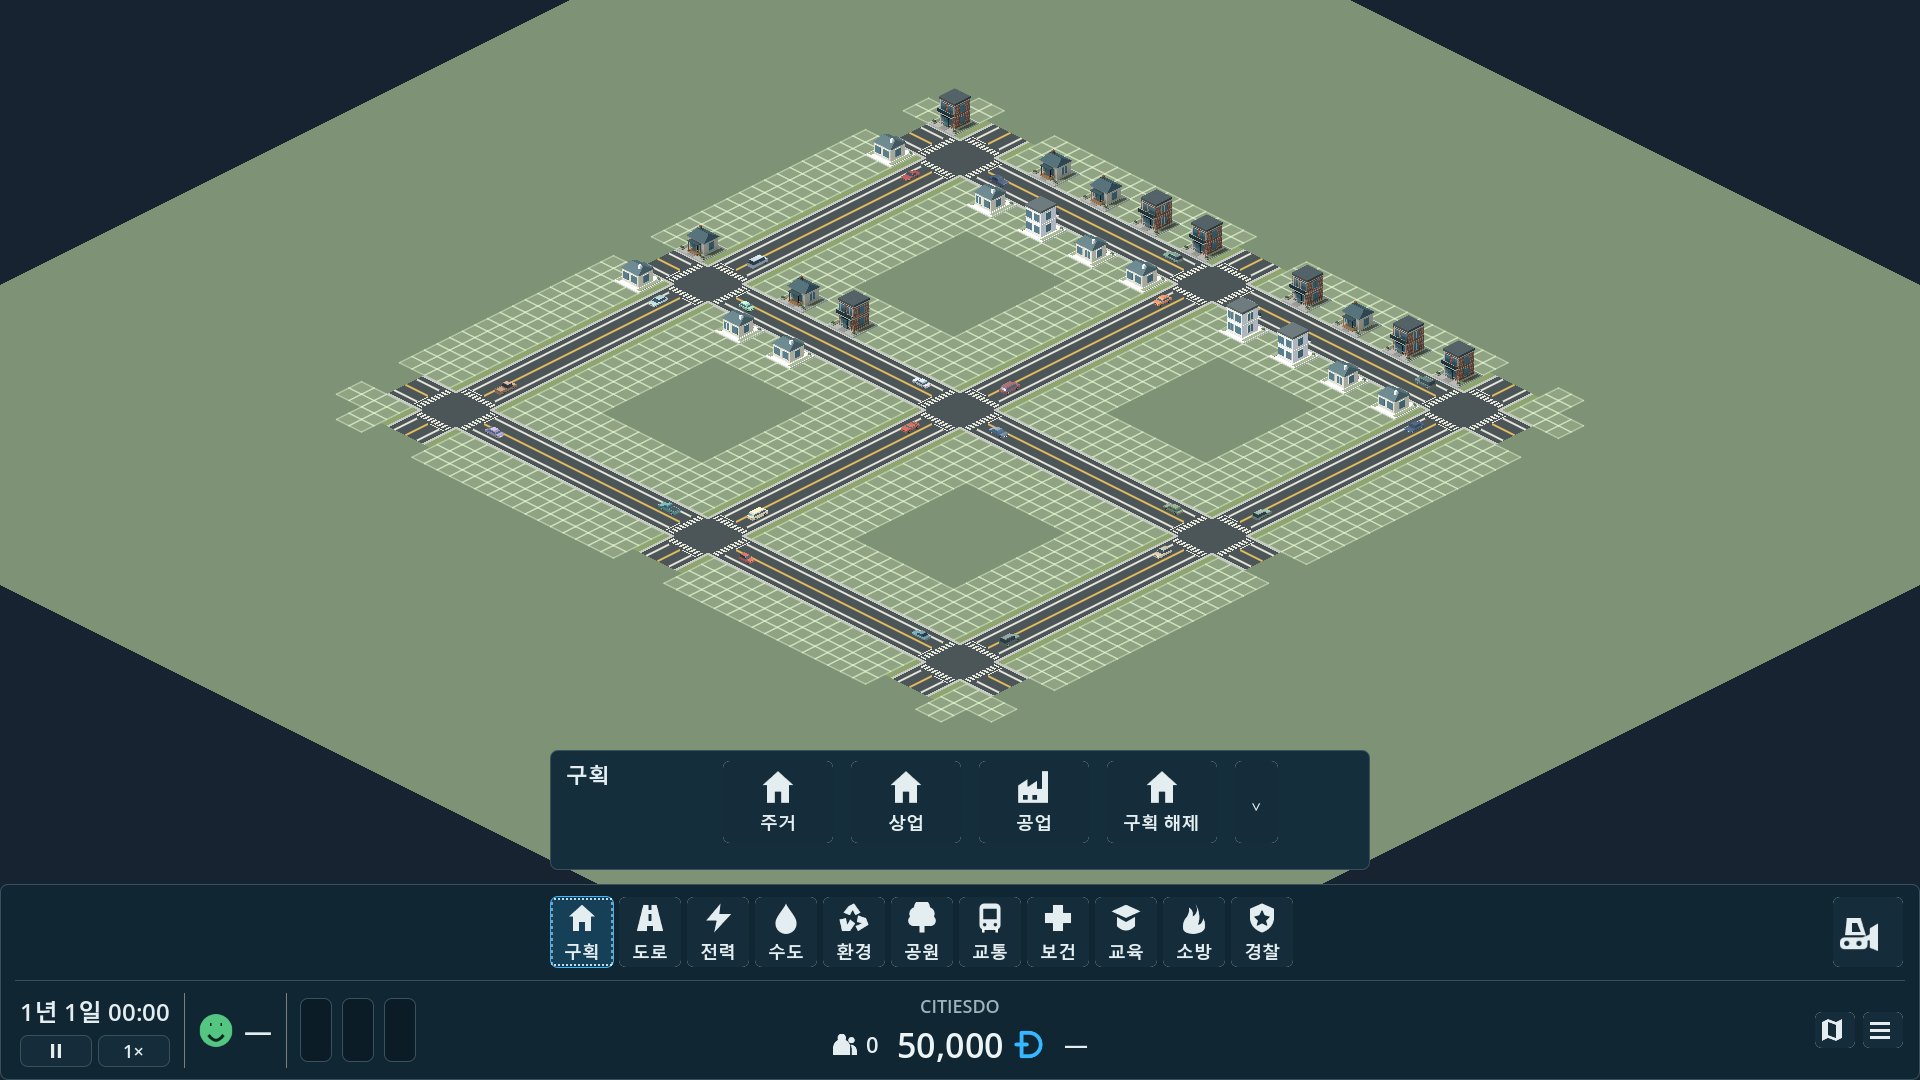 구획
주거
상업
공업
구획 해제
구획
도로
전력
수도
환경
공원
교통
보건
교육
소방
경찰
1년 1일 00:00
1×
—
CITIESDO
0
50,000
—